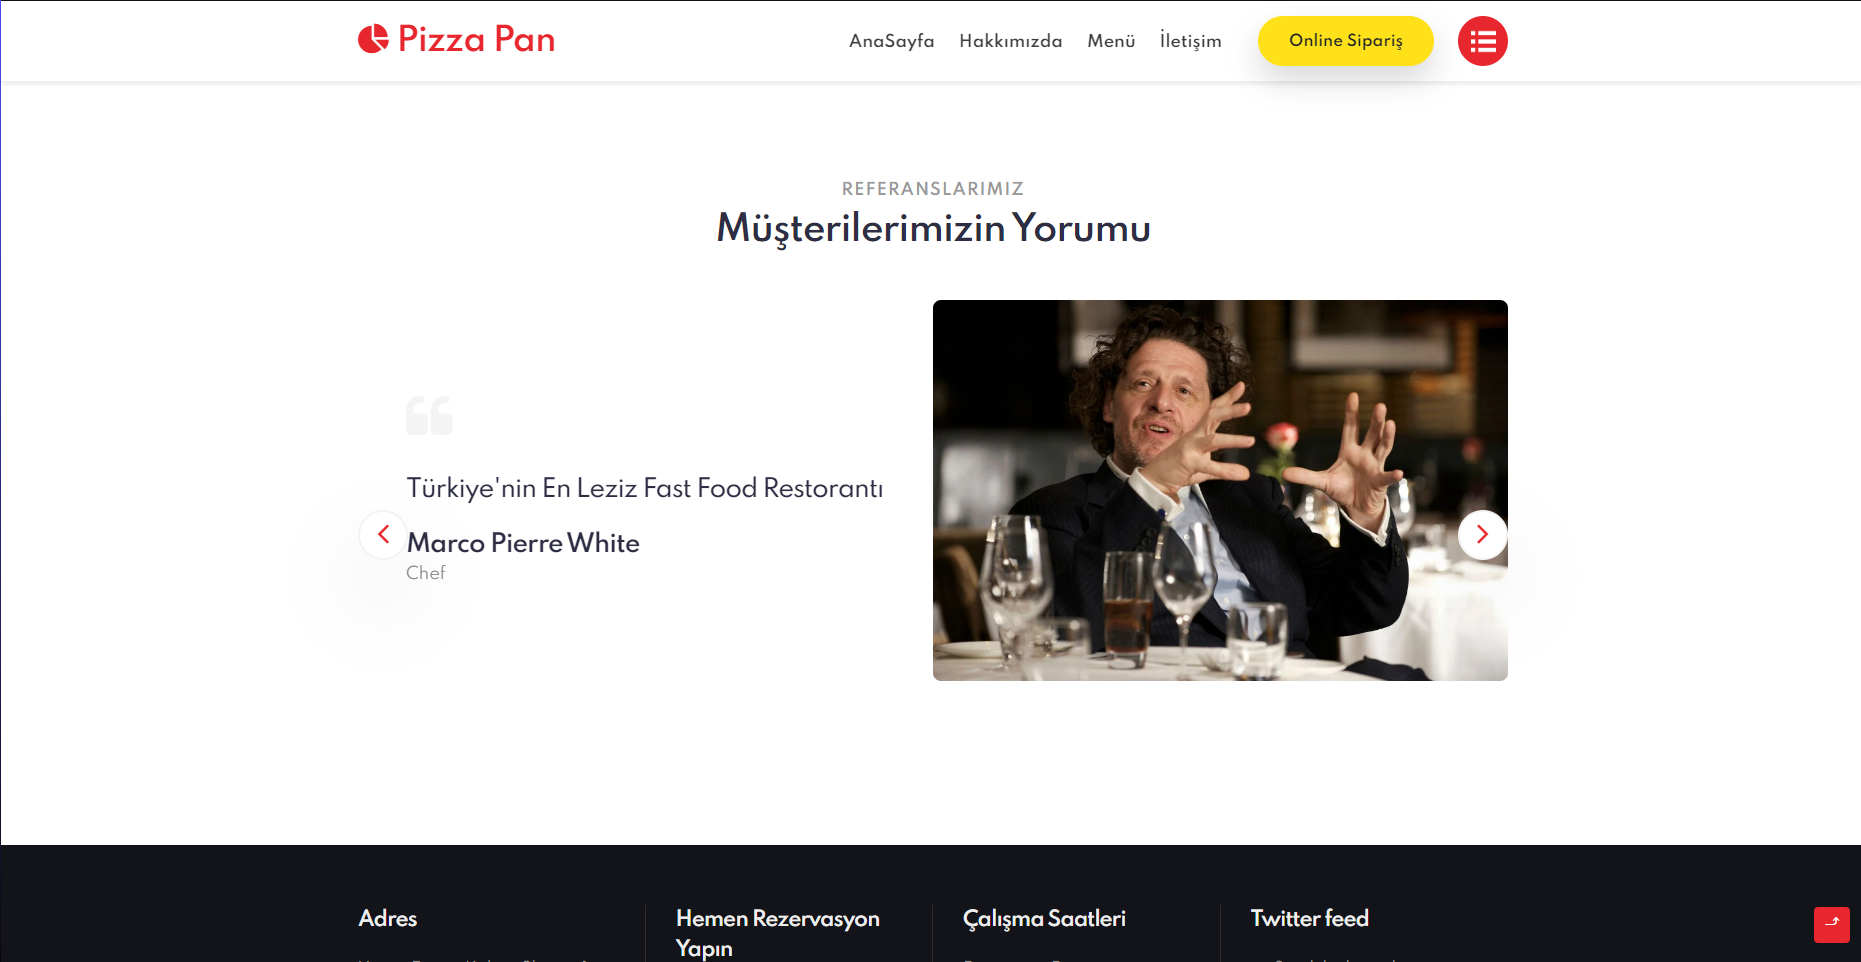 Pizza Pan
AnaSayfa
Hakkımızda
Menü
İletişim
Online Sipariş
REFERANSLARIMIZ
Müşterilerimizin Yorumu
Türkiye'nin En Leziz Fast Food Restorantı
Marco Pierre White
Chef
Adres
Hemen Rezervasyon
Yapın
Çalışma Saatleri
Twitter feed